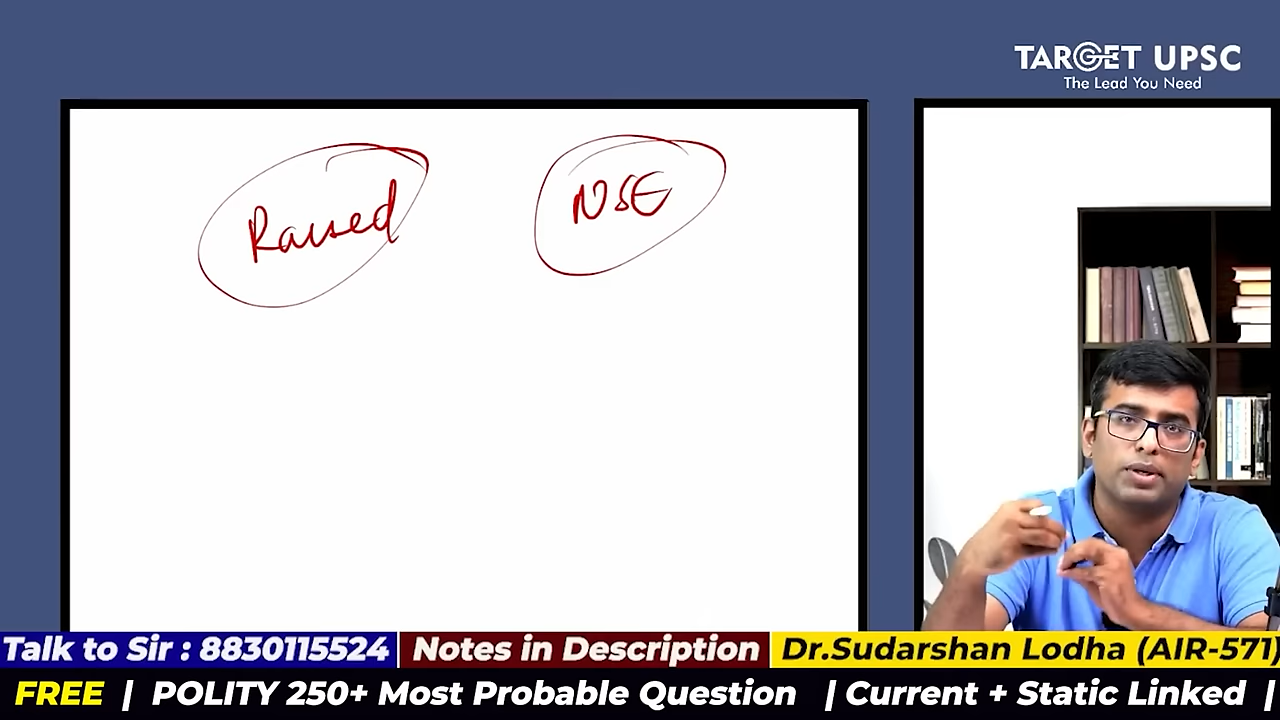 TARGET UPSC
The Lead You Need
Raised NSE
Talk to Sir : 8830115524 Notes in Description Dr.Sudarshan Lodha (AIR-571)
FREE | POLITY 250+ Most Probable Question | Current + Static Linked |